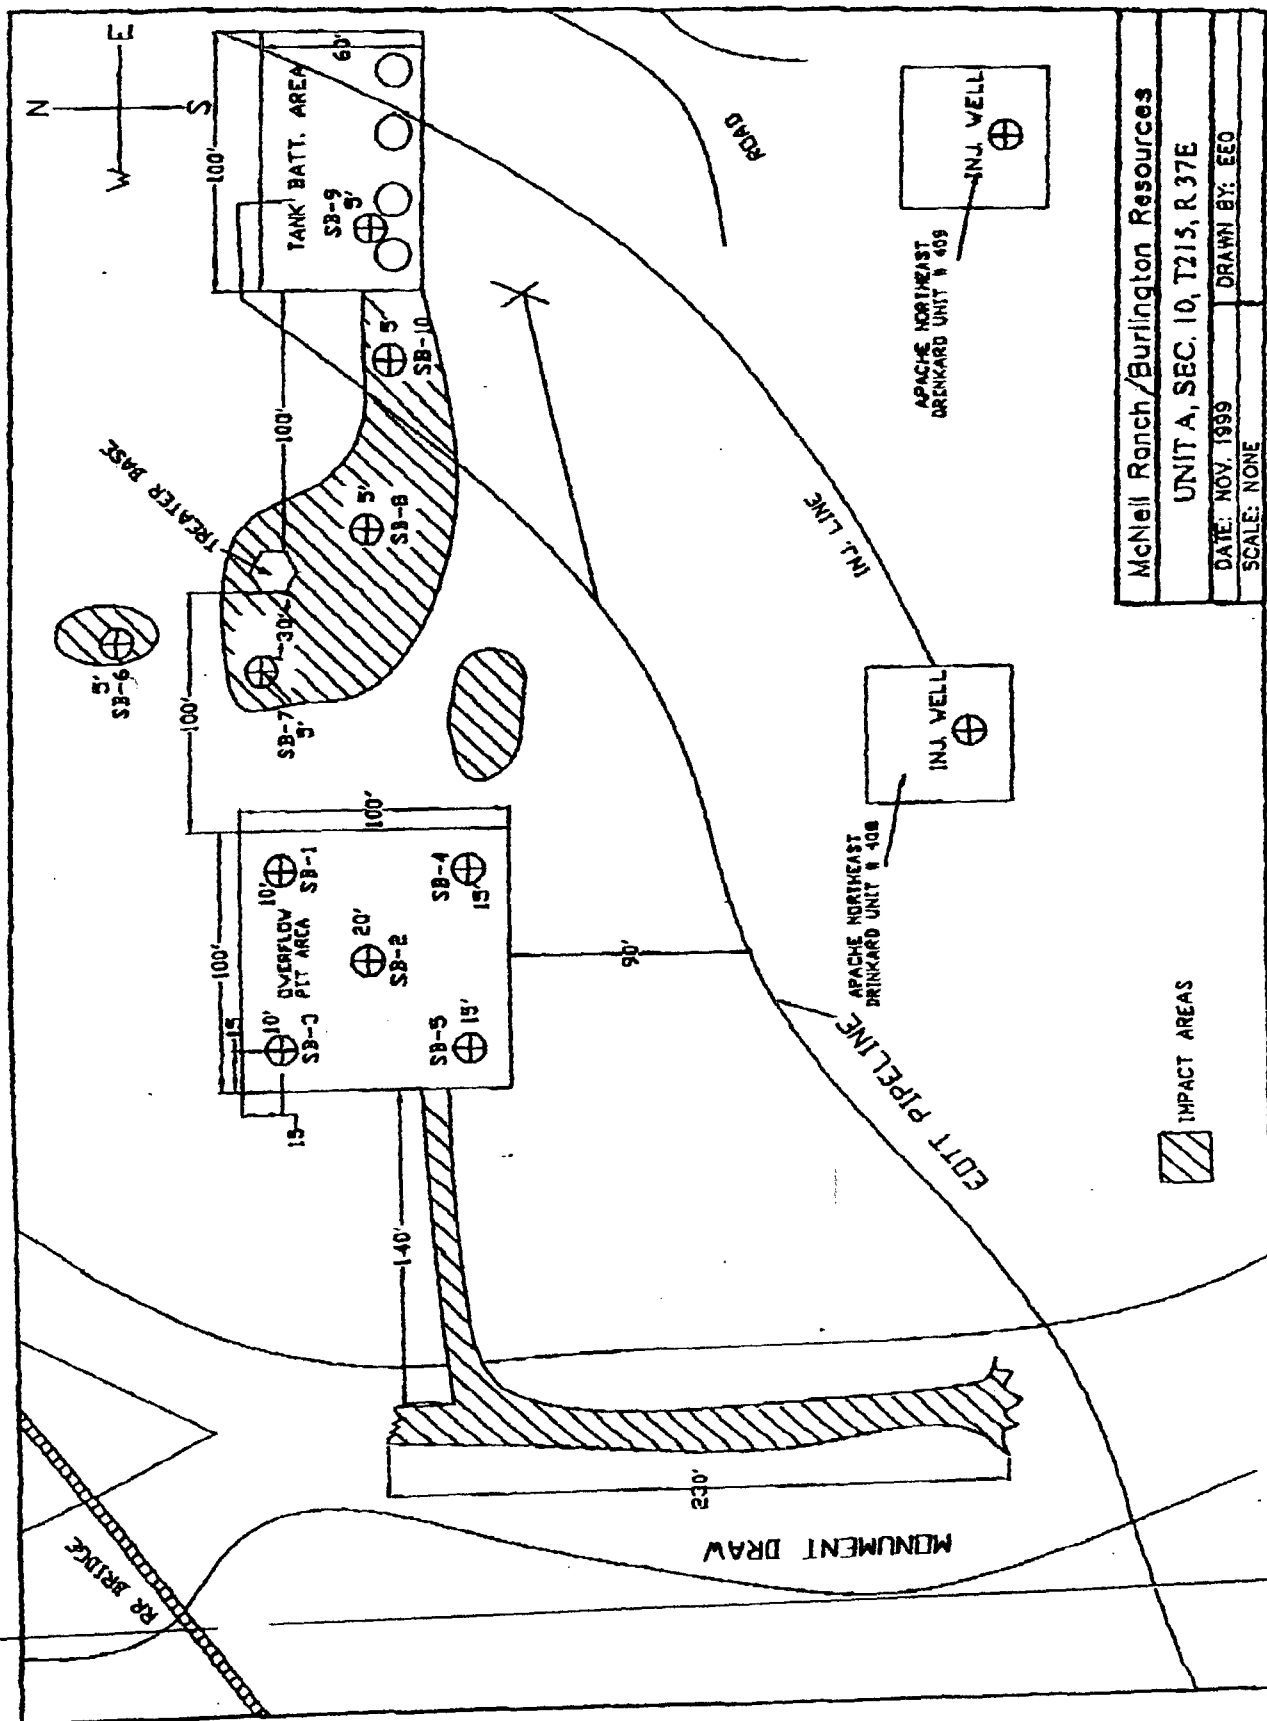 N
W
E
S
100'
60'
TANK BATT. AREA
SB-9
5'
5'
SB-10
100'
TREATER BASE
5'
SB-8
30'
SB-7
5'
5'
SB-6
100'
100'
100'
10'
SB-1
OVERFLOW
PIT AREA
20'
SB-2
10'
SB-3
15
15
SB-4
15'
SB-5
15'
90'
140'
230'
RR BRIDGE
MONUMENT DRAW
EOTT PIPELINE
INJ. LINE
ROAD
INJ. WELL
APACHE NORTHEAST
DRINKARD UNIT # 409
INJ. WELL
APACHE NORTHEAST
DRINKARD UNIT # 408
IMPACT AREAS
McNeil Ranch/Burlington Resources
UNIT A, SEC. 10, T21S, R37E
DATE: NOV. 1999
DRAWN BY: EEO
SCALE: NONE